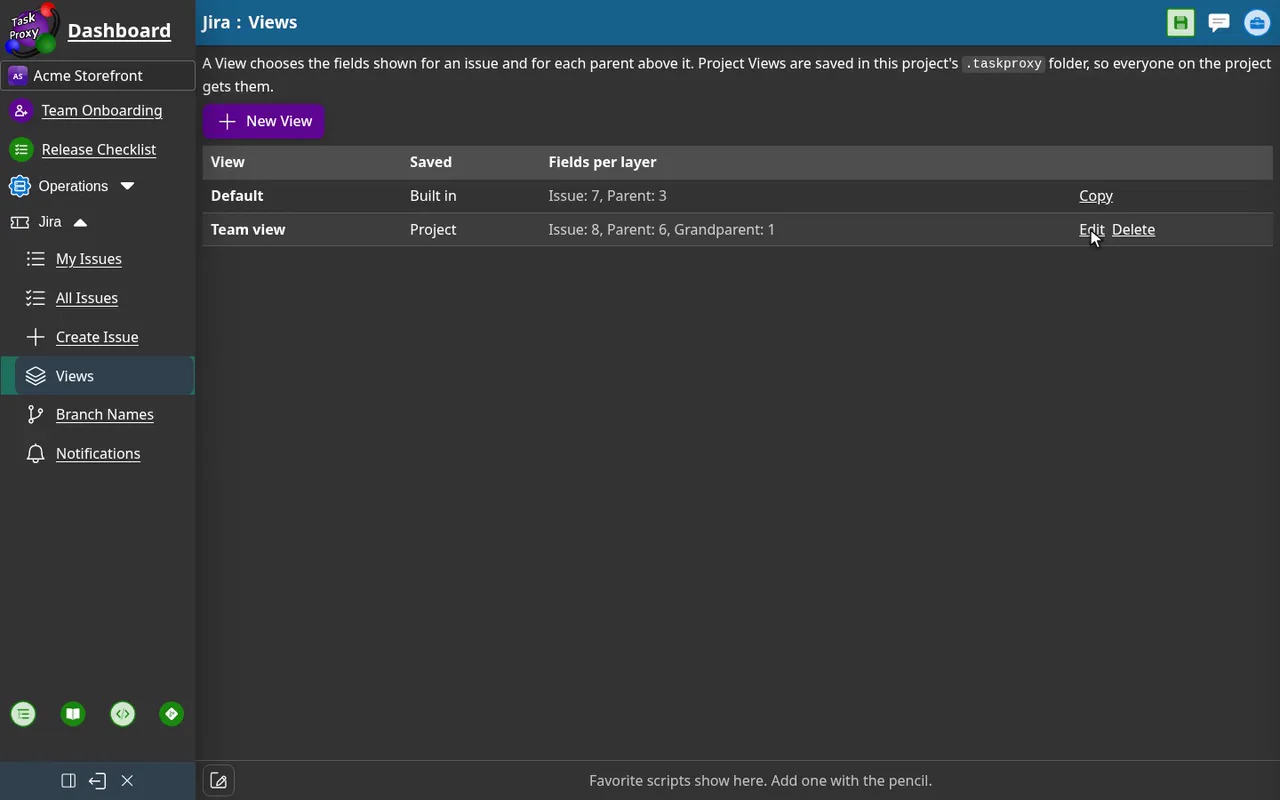 Task Proxy
Dashboard
AS Acme Storefront
Team Onboarding
Release Checklist
Operations
Jira
My Issues
All Issues
Create Issue
Views
Branch Names
Notifications
Jira : Views
A View chooses the fields shown for an issue and for each parent above it. Project Views are saved in this project's .taskproxy folder, so everyone on the project
gets them.
New View
View Saved Fields per layer
Default Built in Issue: 7, Parent: 3 Copy
Team view Project Issue: 8, Parent: 6, Grandparent: 1 Edit Delete
Favorite scripts show here. Add one with the pencil.